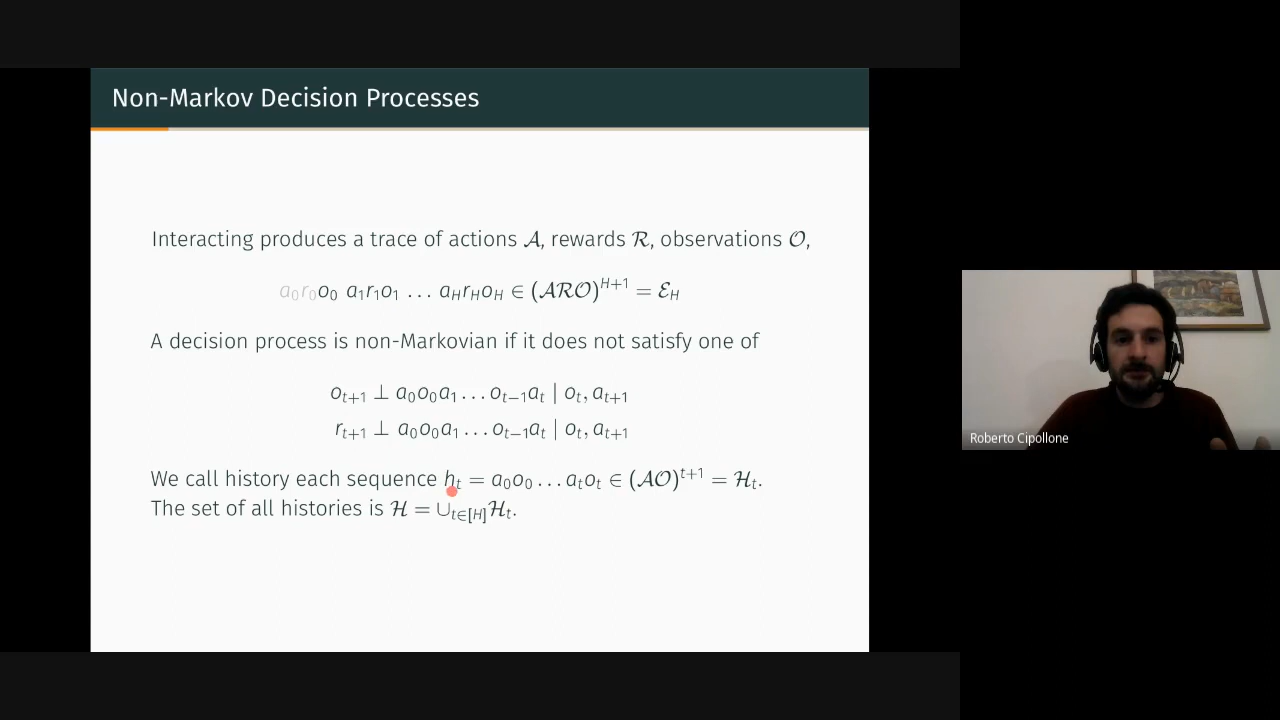 Non-Markov Decision Processes
Interacting produces a trace of actions 𝒜, rewards ℛ, observations 𝒪,
a₀r₀o₀ a₁r₁o₁ … a_H r_H o_H ∈ (𝒜ℛ𝒪)^{H+1} = ℰ_H
A decision process is non-Markovian if it does not satisfy one of
o_{t+1} ⊥ a₀o₀a₁ … o_{t−1}a_t | o_t, a_{t+1}
r_{t+1} ⊥ a₀o₀a₁ … o_{t−1}a_t | o_t, a_{t+1}
We call history each sequence h_t = a₀o₀ … a_t o_t ∈ (𝒜𝒪)^{t+1} = ℋ_t.
The set of all histories is ℋ = ∪_{t∈[H]}ℋ_t.
Roberto Cipollone